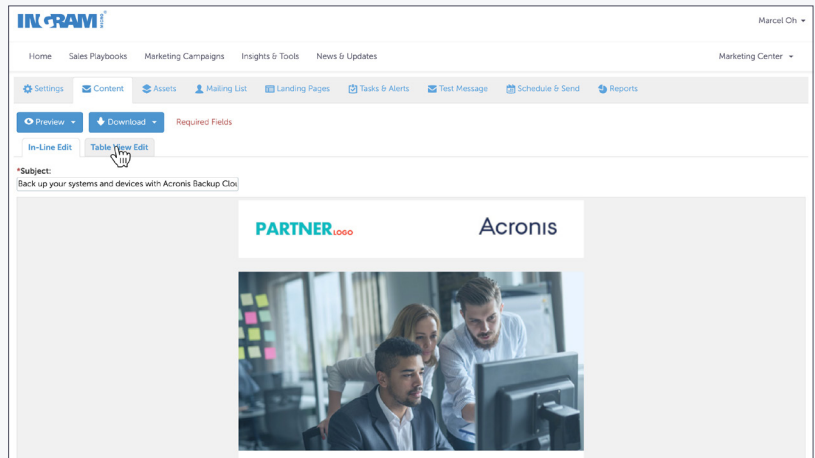 INGRAM MICRO
Marcel Oh
Home Sales Playbooks Marketing Campaigns Insights & Tools News & Updates Marketing Center
Settings Content Assets Mailing List Landing Pages Tasks & Alerts Test Message Schedule & Send Reports
Preview Download Required Fields
In-Line Edit Table View Edit
*Subject:
Back up your systems and devices with Acronis Backup Clou
PARTNER LOGO Acronis